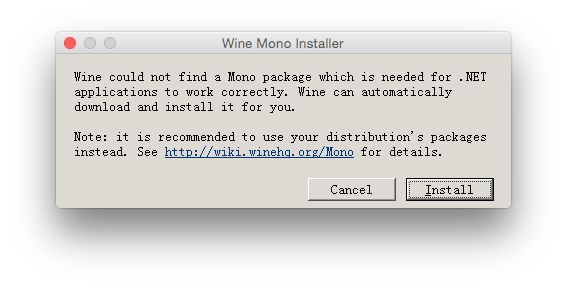 Wine Mono Installer
Wine could not find a Mono package which is needed for .NET
applications to work correctly. Wine can automatically
download and install it for you.
Note: it is recommended to use your distribution's packages
instead. See http://wiki.winehq.org/Mono for details.
Cancel
Install